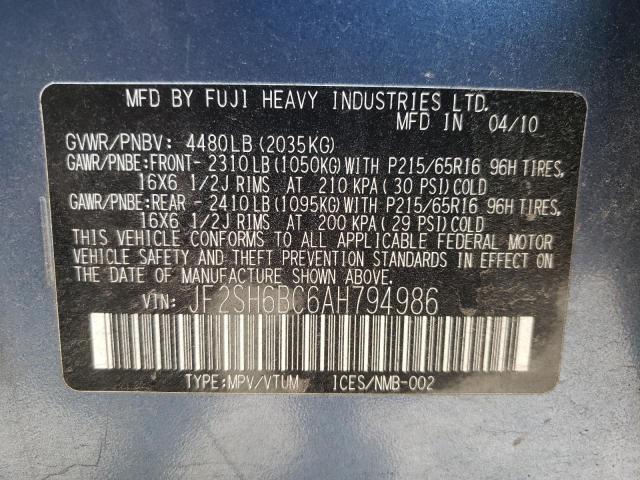 MFD BY FUJI HEAVY INDUSTRIES LTD.
MFD IN 04/10
GVWR/PNBV: 4480LB (2035KG)
GAWR/PNBE:FRONT- 2310LB (1050KG) WITH P215/65R16 96H TIRES,
16X6 1/2J RIMS AT 210 KPA ( 30 PSI) COLD
GAWR/PNBE:REAR - 2410LB (1095KG) WITH P215/65R16 96H TIRES,
16X6 1/2J RIMS AT 200 KPA ( 29 PSI) COLD
THIS VEHICLE CONFORMS TO ALL APPLICABLE FEDERAL MOTOR
VEHICLE SAFETY AND THEFT PREVENTION STANDARDS IN EFFECT ON
THE DATE OF MANUFACTURE SHOWN ABOVE.
VIN: JF2SH6BC6AH794986
TYPE:MPV/VTUM ICES/NMB-002